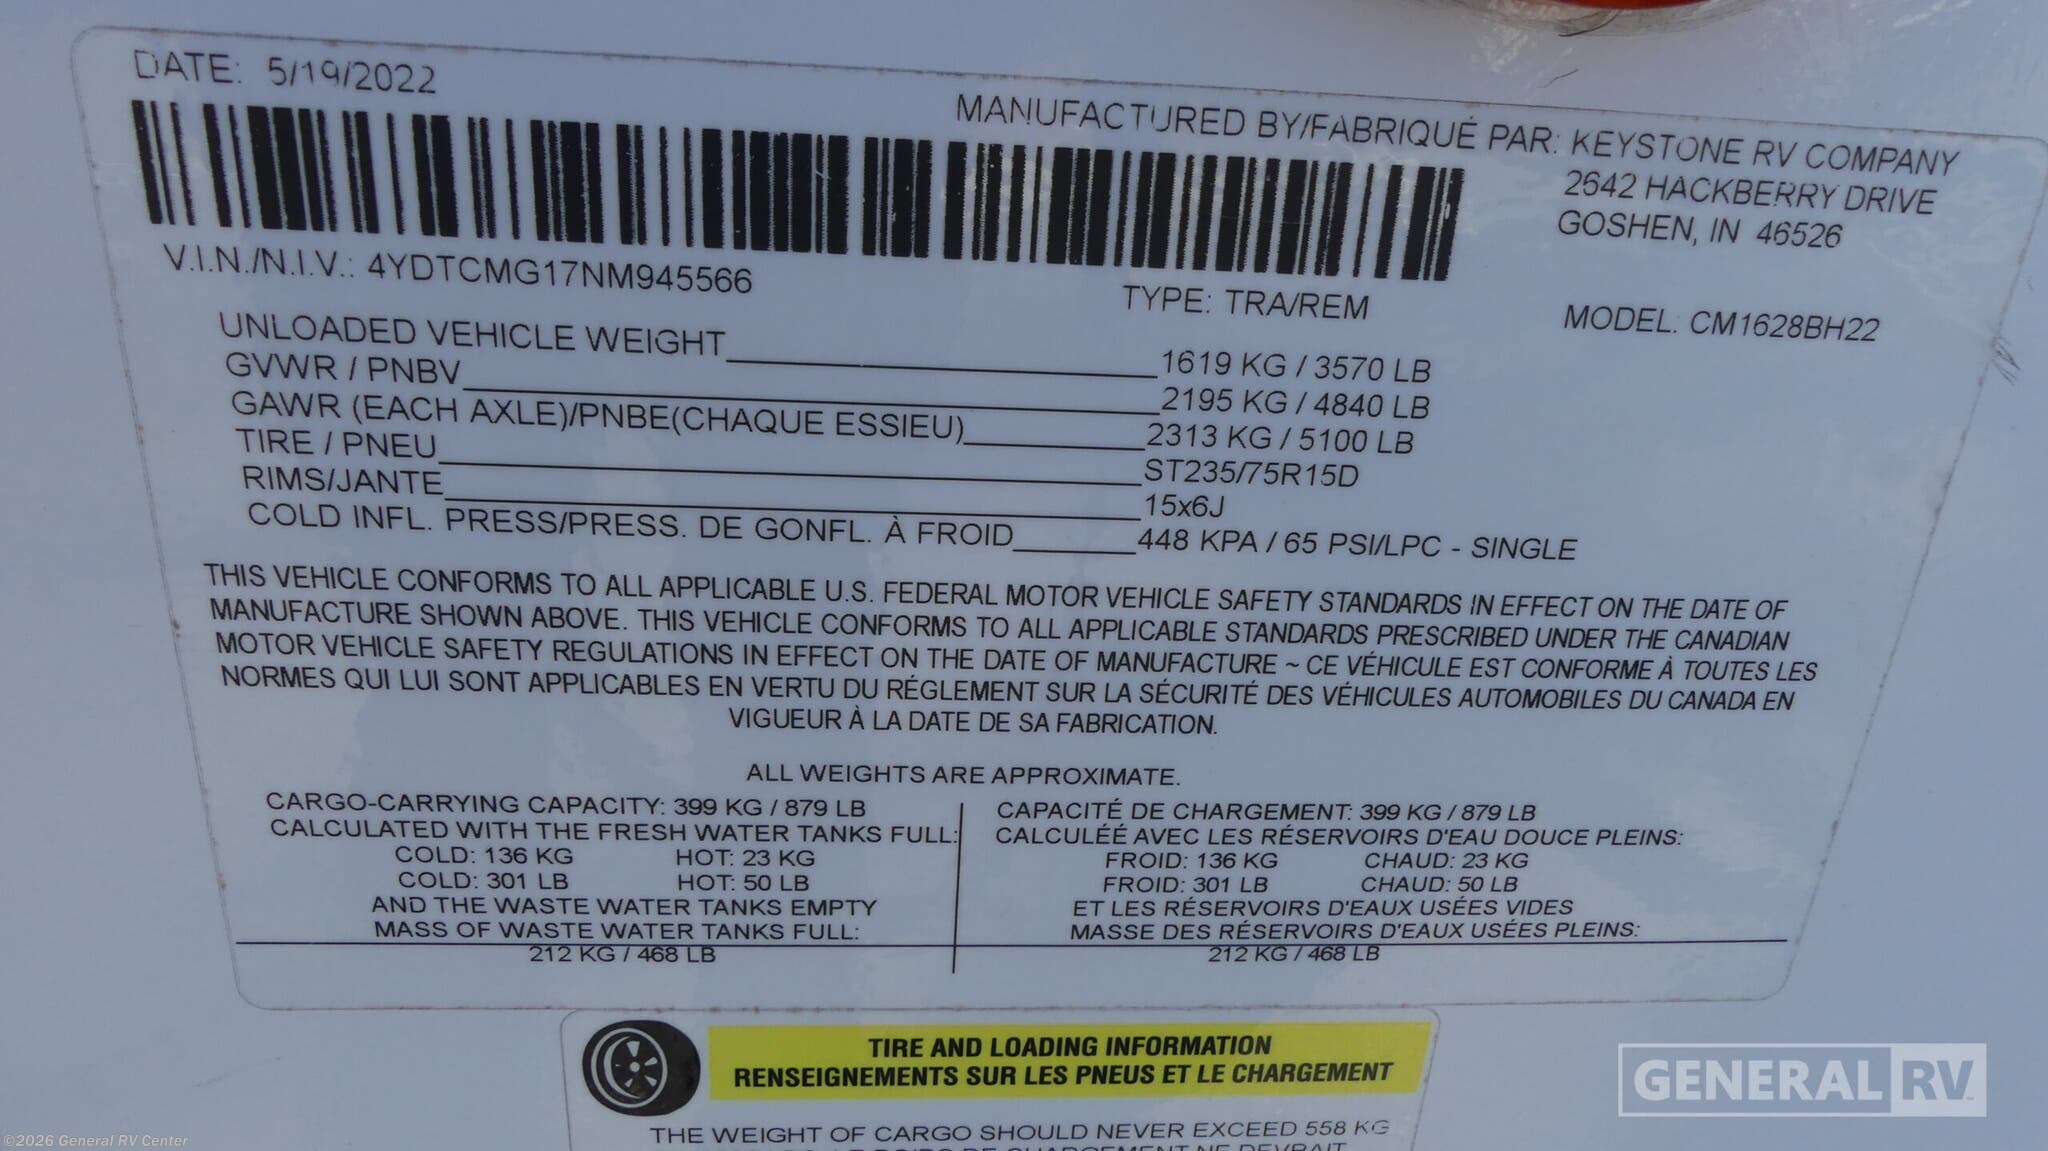 DATE: 5/19/2022
MANUFACTURED BY/FABRIQUÉ PAR: KEYSTONE RV COMPANY
2642 HACKBERRY DRIVE
GOSHEN, IN 46526
V.I.N./N.I.V.: 4YDTCMG17NM945566
TYPE: TRA/REM
MODEL: CM1628BH22
UNLOADED VEHICLE WEIGHT 1619 KG / 3570 LB
GVWR / PNBV 2195 KG / 4840 LB
GAWR (EACH AXLE)/PNBE(CHAQUE ESSIEU) 2313 KG / 5100 LB
TIRE / PNEU ST235/75R15D
RIMS/JANTE 15x6J
COLD INFL. PRESS/PRESS. DE GONFL. À FROID 448 KPA / 65 PSI/LPC - SINGLE
THIS VEHICLE CONFORMS TO ALL APPLICABLE U.S. FEDERAL MOTOR VEHICLE SAFETY STANDARDS IN EFFECT ON THE DATE OF
MANUFACTURE SHOWN ABOVE. THIS VEHICLE CONFORMS TO ALL APPLICABLE STANDARDS PRESCRIBED UNDER THE CANADIAN
MOTOR VEHICLE SAFETY REGULATIONS IN EFFECT ON THE DATE OF MANUFACTURE ~ CE VÉHICULE EST CONFORME À TOUTES LES
NORMES QUI LUI SONT APPLICABLES EN VERTU DU RÉGLEMENT SUR LA SÉCURITÉ DES VÉHICULES AUTOMOBILES DU CANADA EN
VIGUEUR À LA DATE DE SA FABRICATION.
ALL WEIGHTS ARE APPROXIMATE.
CARGO-CARRYING CAPACITY: 399 KG / 879 LB
CALCULATED WITH THE FRESH WATER TANKS FULL:
COLD: 136 KG HOT: 23 KG
COLD: 301 LB HOT: 50 LB
AND THE WASTE WATER TANKS EMPTY
MASS OF WASTE WATER TANKS FULL:
212 KG / 468 LB
CAPACITÉ DE CHARGEMENT: 399 KG / 879 LB
CALCULÉÉ AVEC LES RÉSERVOIRS D'EAU DOUCE PLEINS:
FROID: 136 KG CHAUD: 23 KG
FROID: 301 LB CHAUD: 50 LB
ET LES RÉSERVOIRS D'EAUX USÉES VIDES
MASSE DES RÉSERVOIRS D'EAUX USÉES PLEINS:
212 KG / 468 LB
TIRE AND LOADING INFORMATION
RENSEIGNEMENTS SUR LES PNEUS ET LE CHARGEMENT
THE WEIGHT OF CARGO SHOULD NEVER EXCEED 558 KG
GENERAL RV
©2026 General RV Center